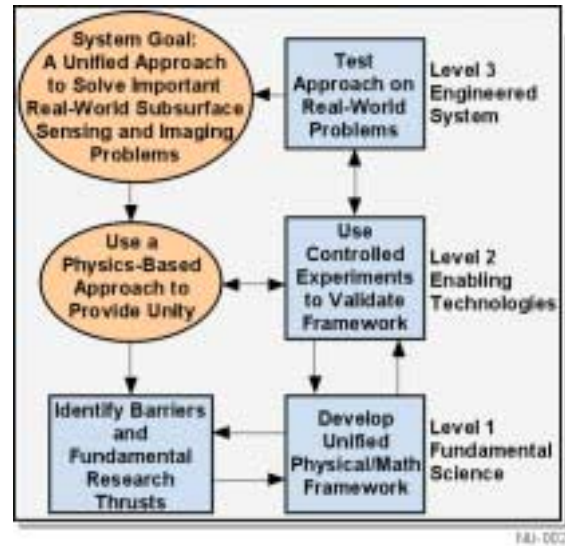 System Goal:
A Unified Approach
to Solve Important
Real-World Subsurface
Sensing and Imaging
Problems
Test
Approach on
Real-World
Problems
Level 3
Engineered
System
Use a
Physics-Based
Approach to
Provide Unity
Use
Controlled
Experiments
to Validate
Framework
Level 2
Enabling
Technologies
Identify Barriers
and
Fundamental
Research
Thrusts
Develop
Unified
Physical/Math
Framework
Level 1
Fundamental
Science
NU-002